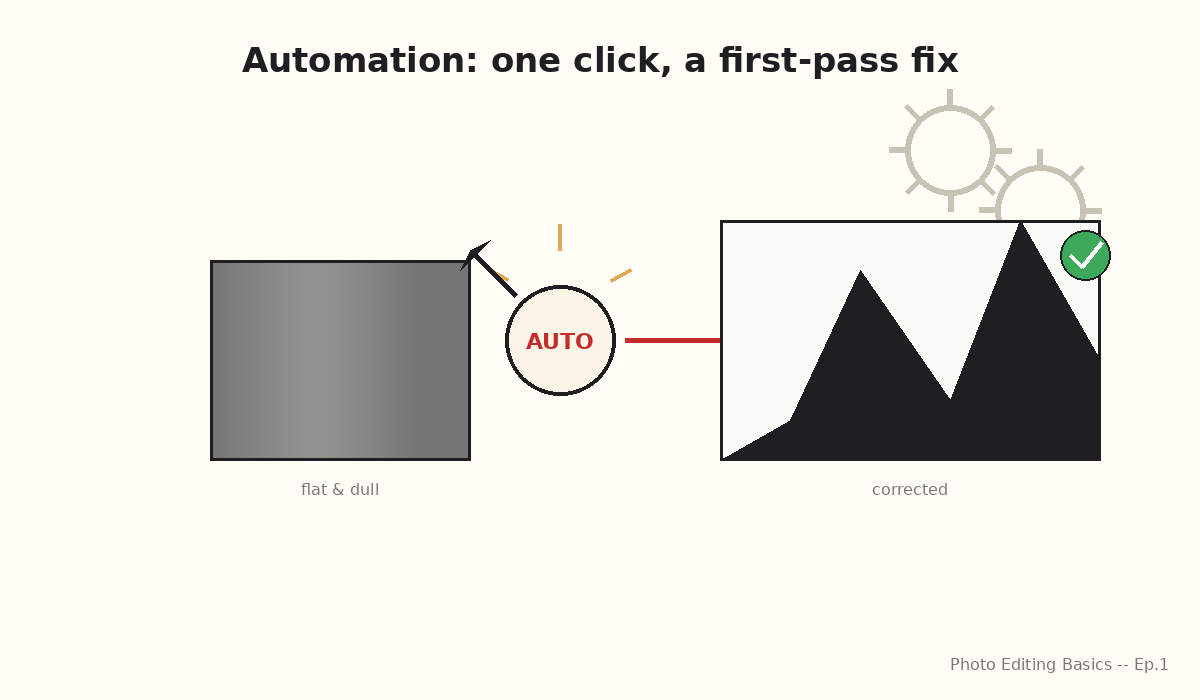 Automation: one click, a first-pass fix
AUTO
flat & dull
corrected
Photo Editing Basics -- Ep.1